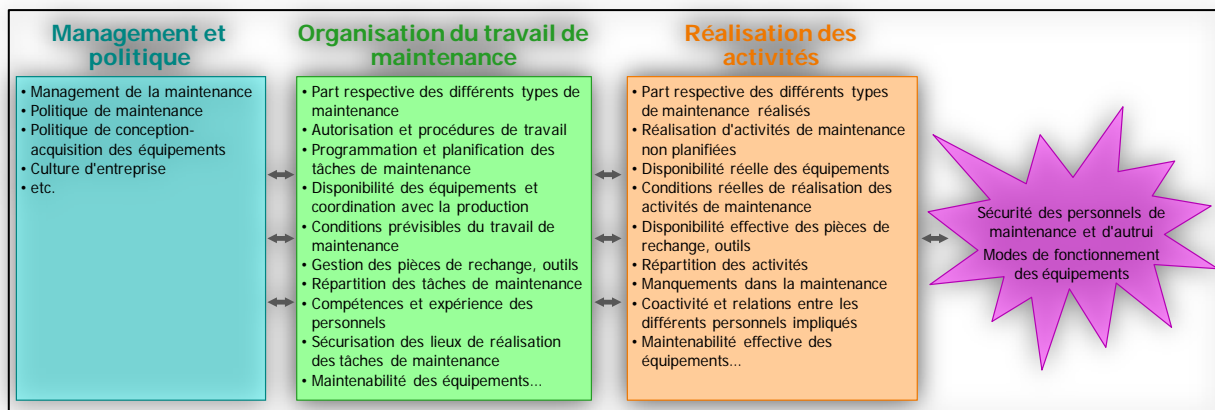 Management et
politique
• Management de la maintenance
• Politique de maintenance
• Politique de conception-
acquisition des équipements
• Culture d'entreprise
• etc.
Organisation du travail de
maintenance
• Part respective des différents types de
maintenance
• Autorisation et procédures de travail
• Programmation et planification des
tâches de maintenance
• Disponibilité des équipements et
coordination avec la production
• Conditions prévisibles du travail de
maintenance
• Gestion des pièces de rechange, outils
• Répartition des tâches de maintenance
• Compétences et expérience des
personnels
• Sécurisation des lieux de réalisation
des tâches de maintenance
• Maintenabilité des équipements...
Réalisation des
activités
• Part respective des différents types
de maintenance réalisés
• Réalisation d'activités de maintenance
non planifiées
• Disponibilité réelle des équipements
• Conditions réelles de réalisation des
activités de maintenance
• Disponibilité effective des pièces de
rechange, outils
• Répartition des activités
• Manquements dans la maintenance
• Coactivité et relations entre les
différents personnels impliqués
• Maintenabilité effective des
équipements...
Sécurité des personnels de
maintenance et d'autrui
Modes de fonctionnement
des équipements